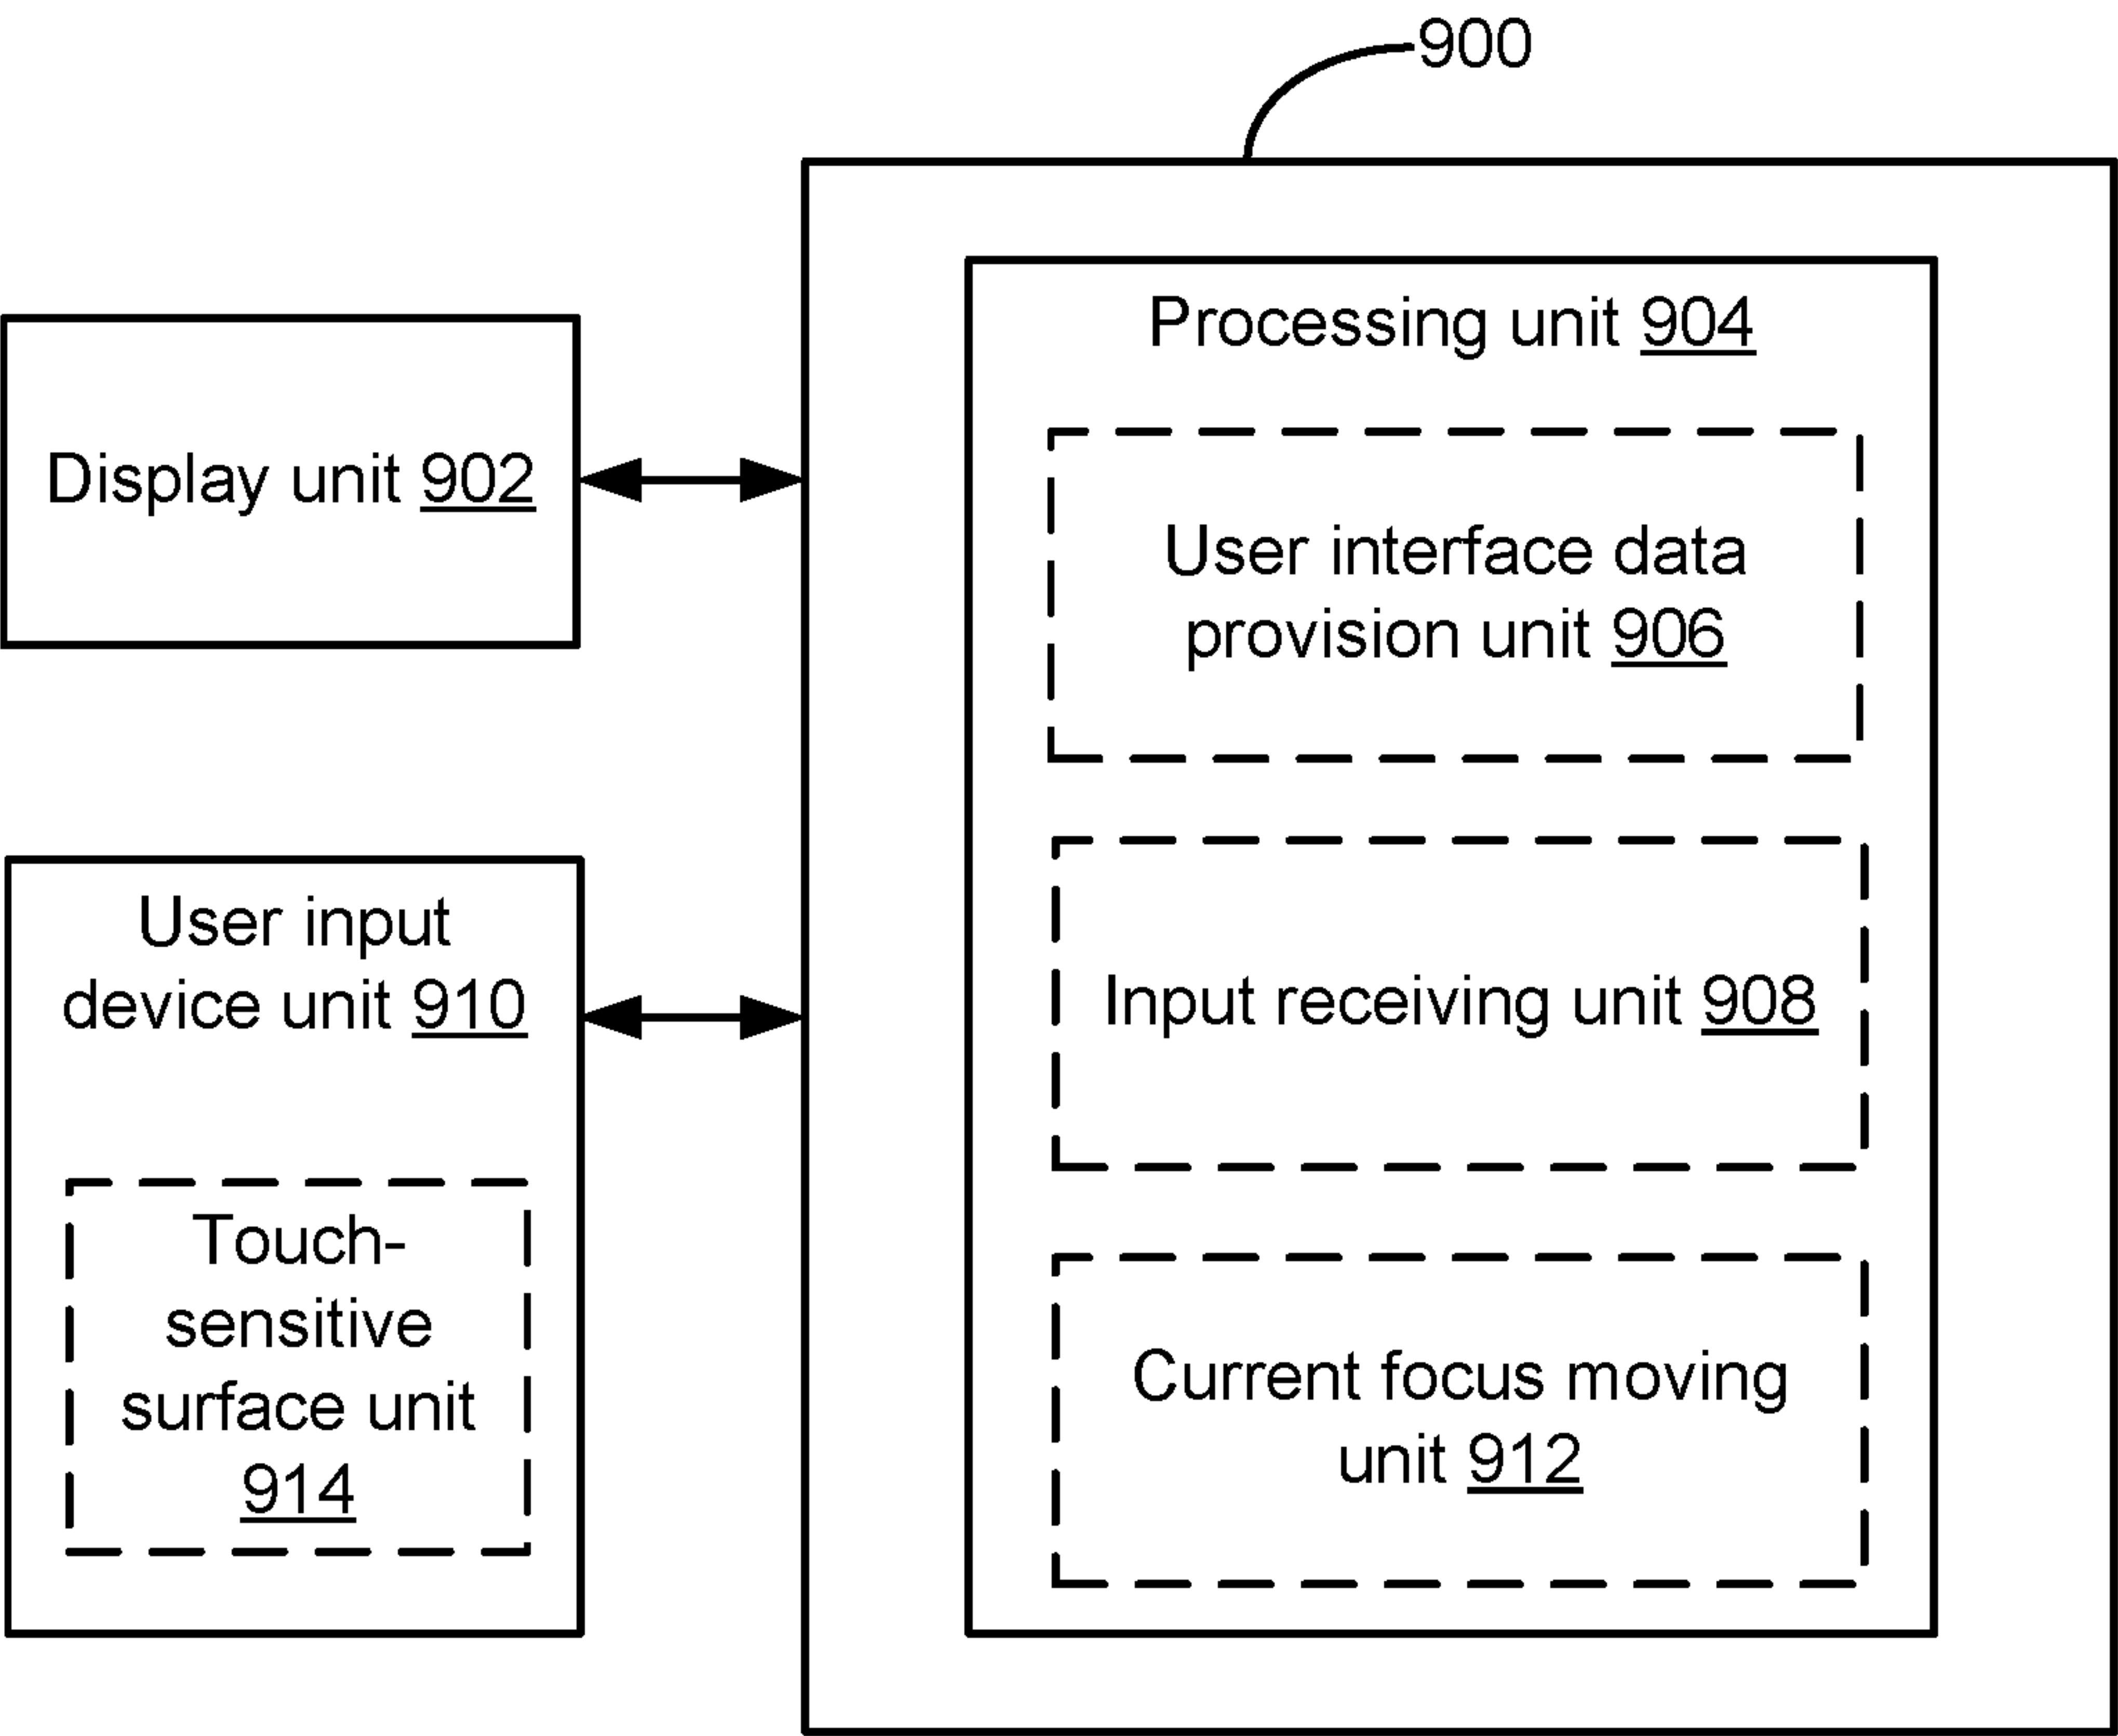 900
Processing unit 904
Display unit 902
User interface data
provision unit 906
User input
device unit 910
Input receiving unit 908
Touch-
sensitive
surface unit
914
Current focus moving
unit 912